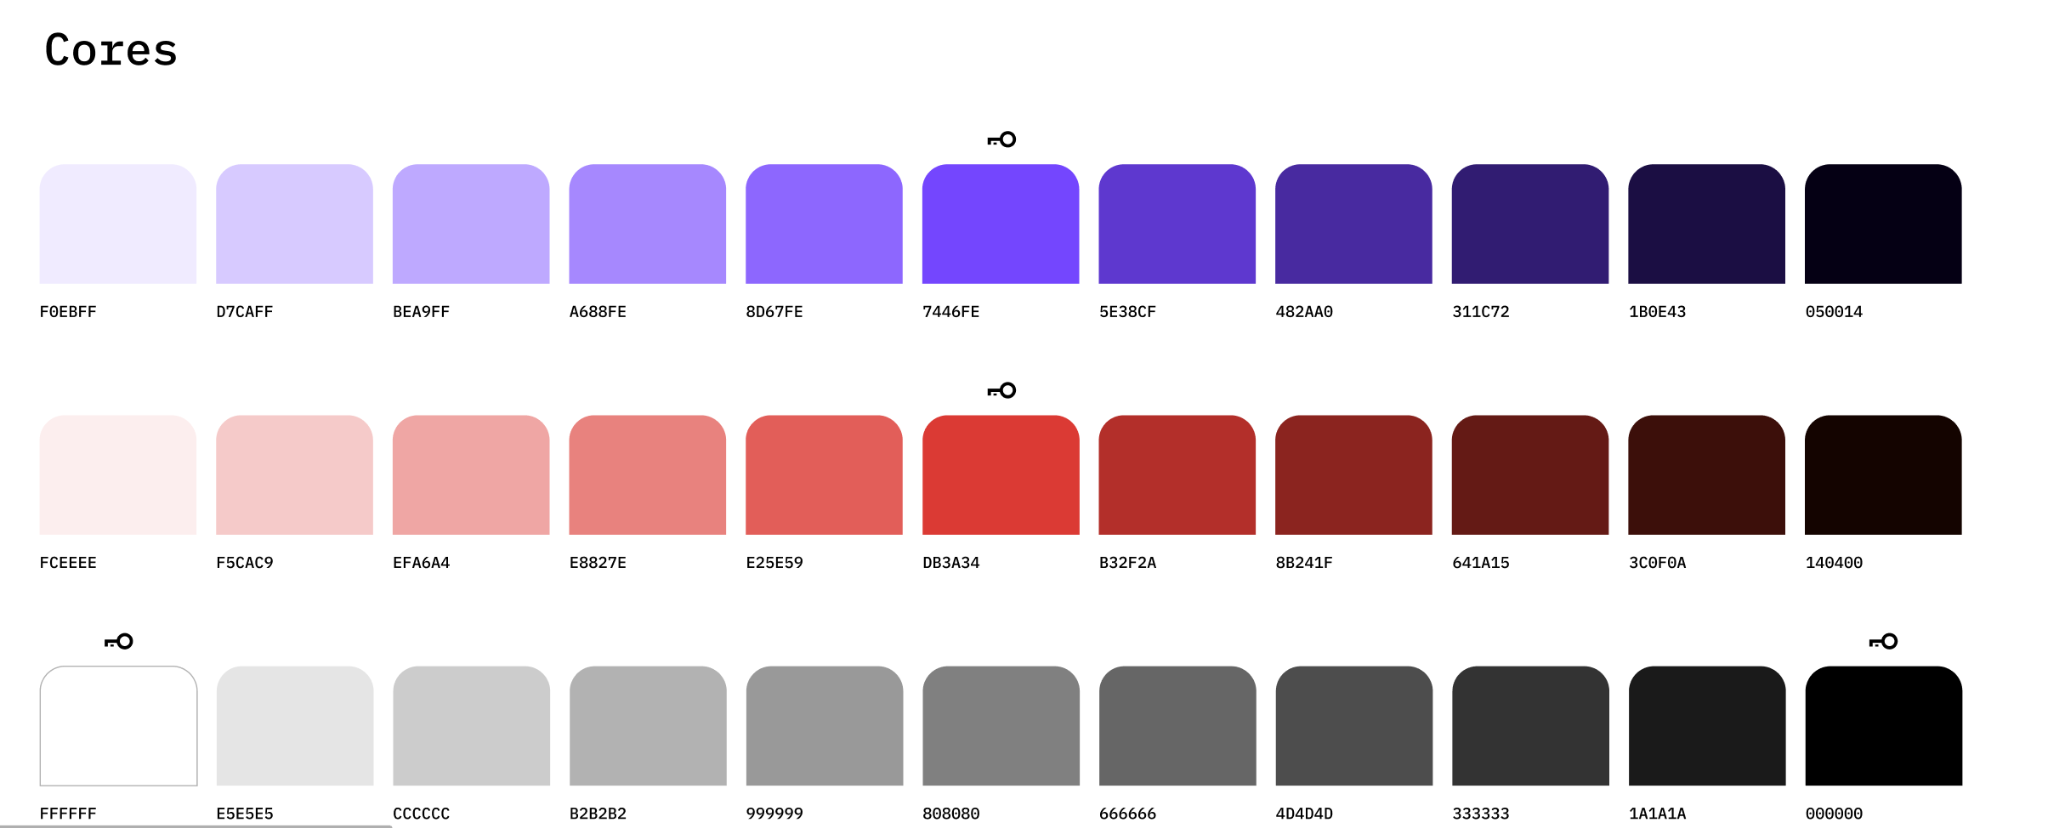 Cores
F0EBFF D7CAFF BEA9FF A688FE 8D67FE 7446FE 5E38CF 482AA0 311C72 1B0E43 050014
FCEEEE F5CAC9 EFA6A4 E8827E E25E59 DB3A34 B32F2A 8B241F 641A15 3C0F0A 140400
FFFFFF E5E5E5 CCCCCC B2B2B2 999999 808080 666666 4D4D4D 333333 1A1A1A 000000